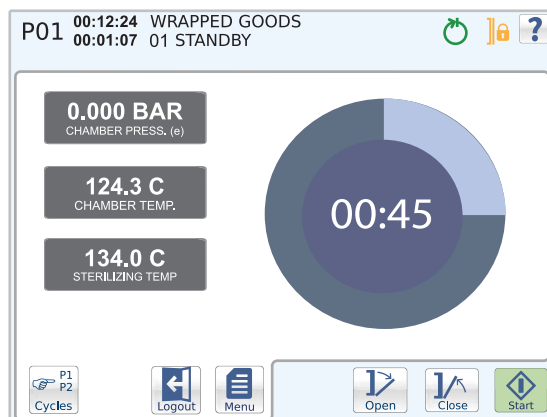 P01 00:12:24 WRAPPED GOODS
00:01:07 01 STANDBY
?
0.000 BAR
CHAMBER PRESS. (e)
124.3 C
CHAMBER TEMP.
134.0 C
STERILIZING TEMP
00:45
P1
P2
Cycles
Logout
Menu
Open
Close
Start